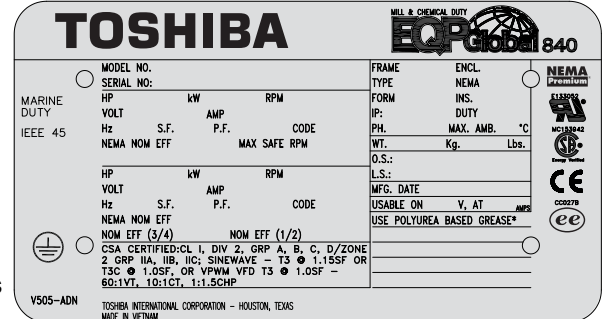 TOSHIBA
MILL & CHEMICAL DUTY
EQP Global 840
MODEL NO.
SERIAL NO:
HP kW RPM
VOLT AMP
Hz S.F. P.F. CODE
NEMA NOM EFF MAX SAFE RPM
HP kW RPM
VOLT AMP
Hz S.F. P.F. CODE
NEMA NOM EFF
NOM EFF (3/4) NOM EFF (1/2)
CSA CERTIFIED:CL I, DIV 2, GRP A, B, C, D/ZONE
2 GRP IIA, IIB, IIC; SINEWAVE - T3 @ 1.15SF OR
T3C @ 1.0SF, OR VPWM VFD T3 @ 1.0SF -
60:1VT, 10:1CT, 1:1.5CHP
TOSHIBA INTERNATIONAL CORPORATION - HOUSTON, TEXAS
MADE IN VIETNAM
MARINE
DUTY
IEEE 45
V505-ADN
FRAME ENCL.
TYPE NEMA
FORM INS.
IP: DUTY
PH. MAX. AMB. °C
WT. Kg. Lbs.
O.S.:
L.S.:
MFG. DATE
USABLE ON V, AT AMPS
USE POLYUREA BASED GREASE*
NEMA
Premium
E133052
MC153942
Energy Verified
CE
CC027B
ee